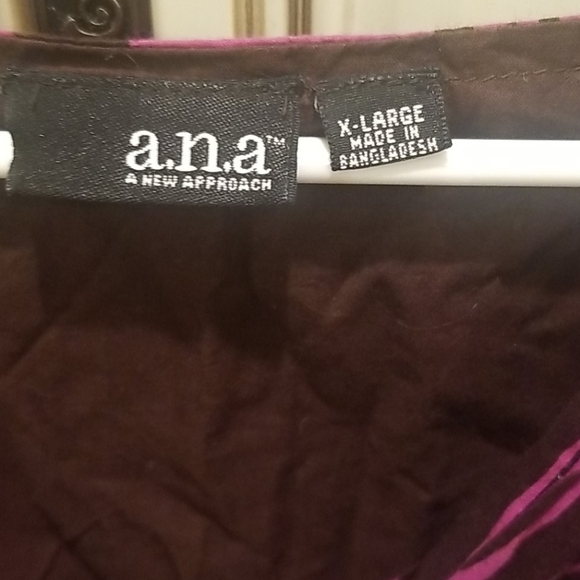 a.n.a™
A NEW APPROACH
X-LARGE
MADE IN
BANGLADESH